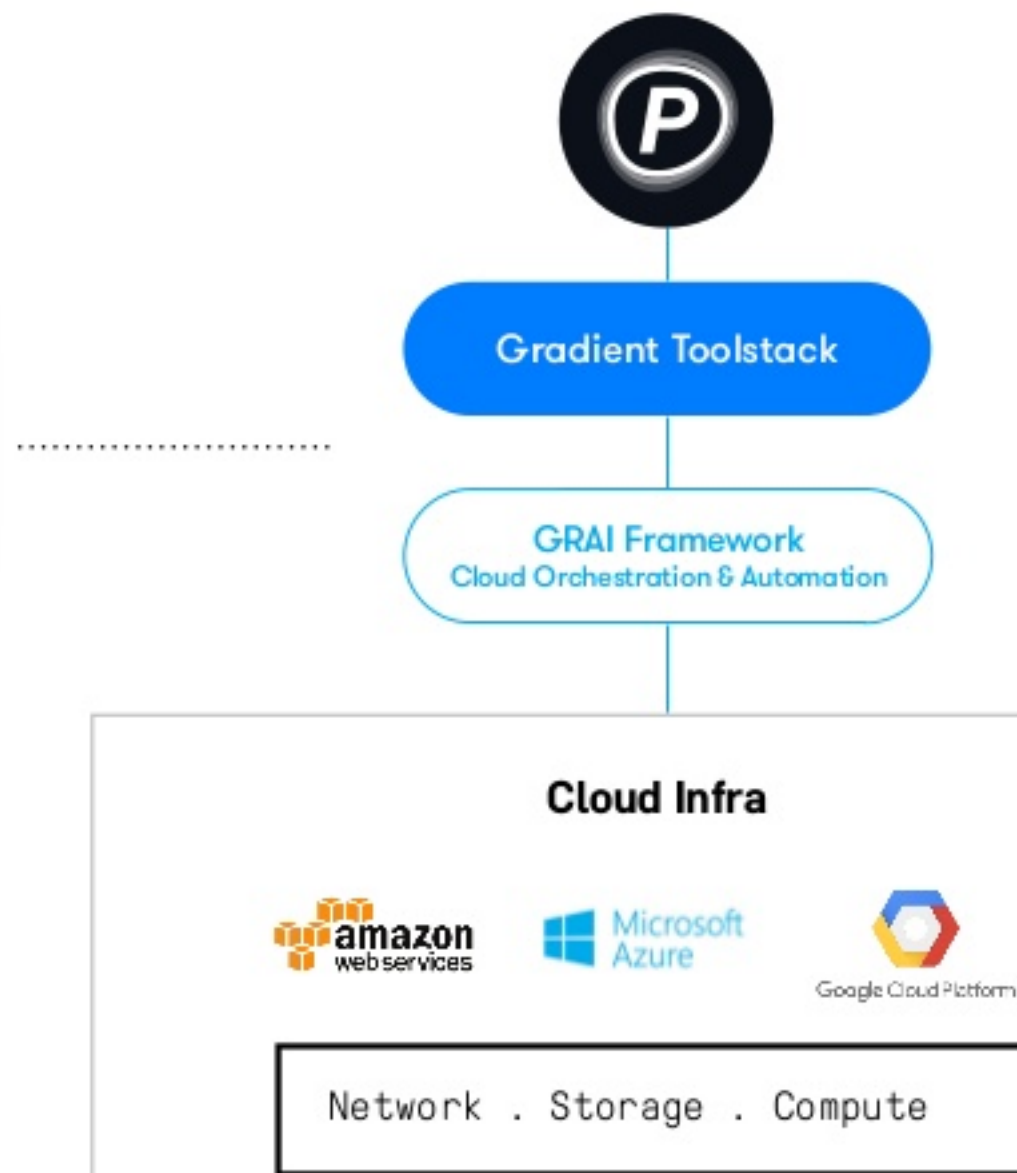 P
Gradient Toolstack
GRAI Framework
Cloud Orchestration & Automation
Cloud Infra
amazon
webservices
Microsoft
Azure
Google Cloud Platform
Network . Storage . Compute